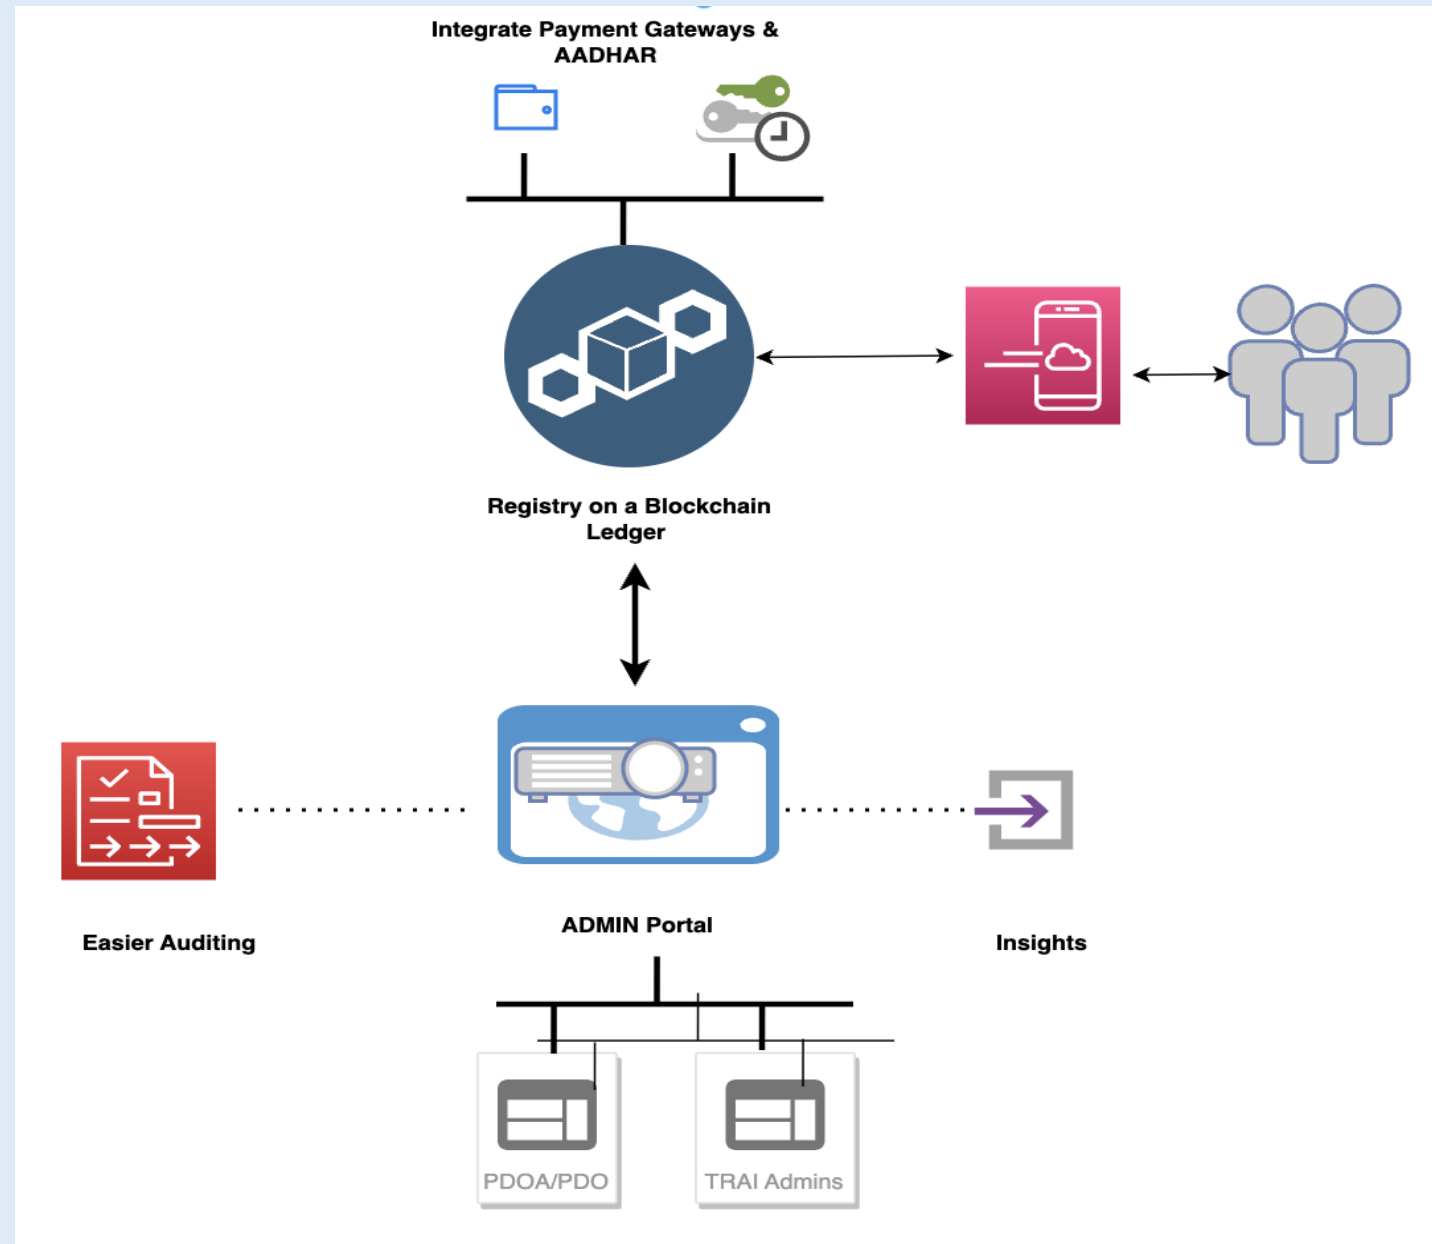 Integrate Payment Gateways &
AADHAR
Registry on a Blockchain
Ledger
ADMIN Portal
Easier Auditing
Insights
PDOA/PDO
TRAI Admins